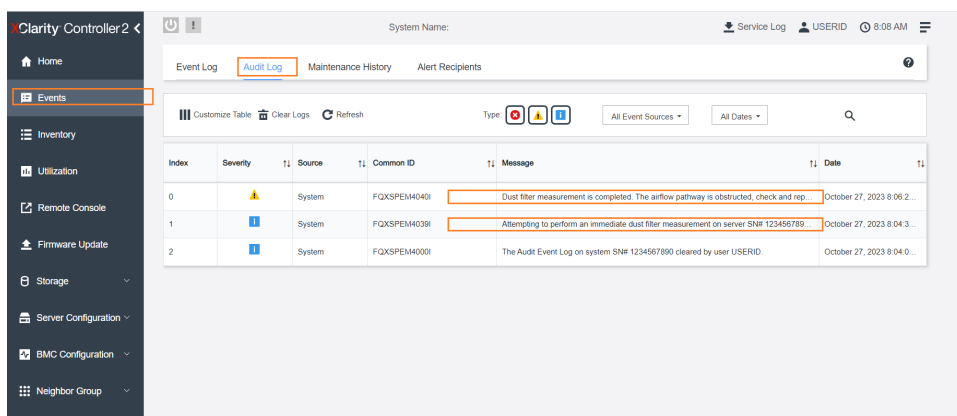 XClarity Controller 2
System Name:
Service Log
USERID
8:08 AM
Home
Events
Inventory
Utilization
Remote Console
Firmware Update
Storage
Server Configuration
BMC Configuration
Neighbor Group
Event Log
Audit Log
Maintenance History
Alert Recipients
Customize Table
Clear Logs
Refresh
Type:
All Event Sources
All Dates
Index Severity Source Common ID Message Date
0 System FQXSPEM4040I Dust filter measurement is completed. The airflow pathway is obstructed, check and rep... October 27, 2023 8:06:2...
1 System FQXSPEM4039I Attempting to perform an immediate dust filter measurement on server SN# 123456789... October 27, 2023 8:04:3...
2 System FQXSPEM4000I The Audit Event Log on system SN# 1234567890 cleared by user USERID. October 27, 2023 8:04:0...